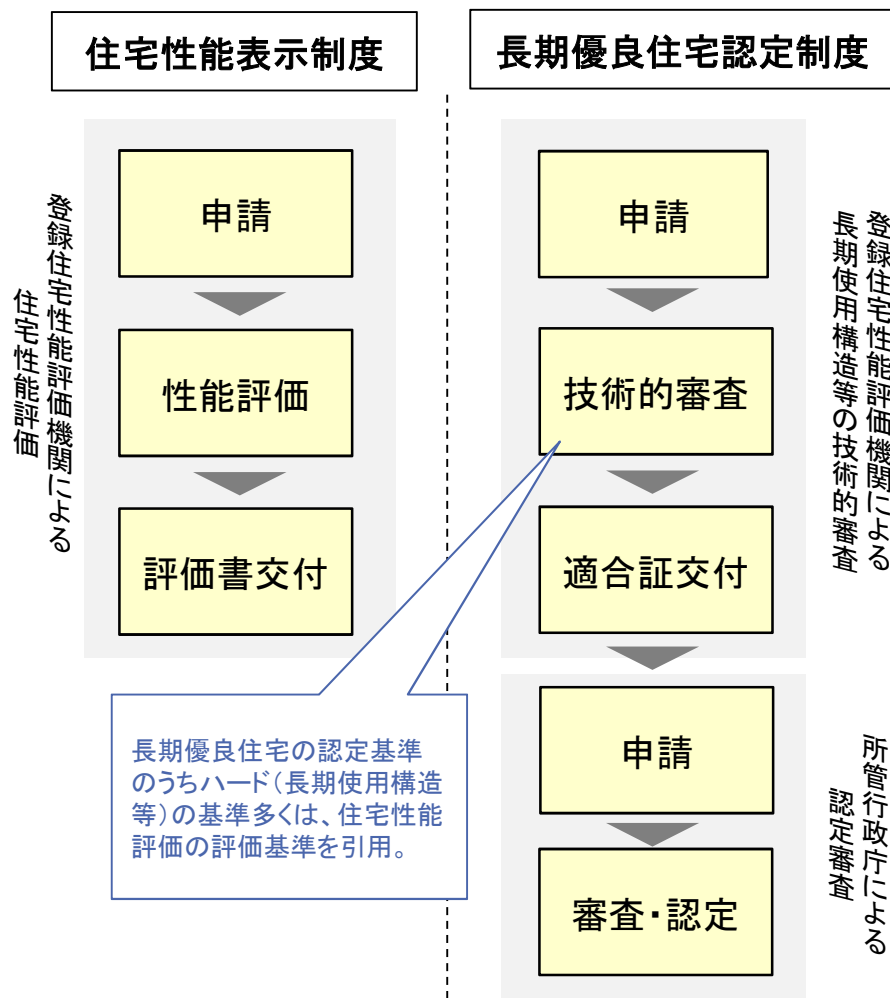 住宅性能表示制度
登録住宅性能評価機関による
住宅性能評価
申請
性能評価
評価書交付
長期優良住宅認定制度
申請
技術的審査
適合証交付
登録住宅性能評価機関による
長期使用構造等の技術的審査
長期優良住宅の認定基準
のうちハード（長期使用構造
等）の基準多くは、住宅性能
評価の評価基準を引用。
申請
審査・認定
所管行政庁による
認定審査